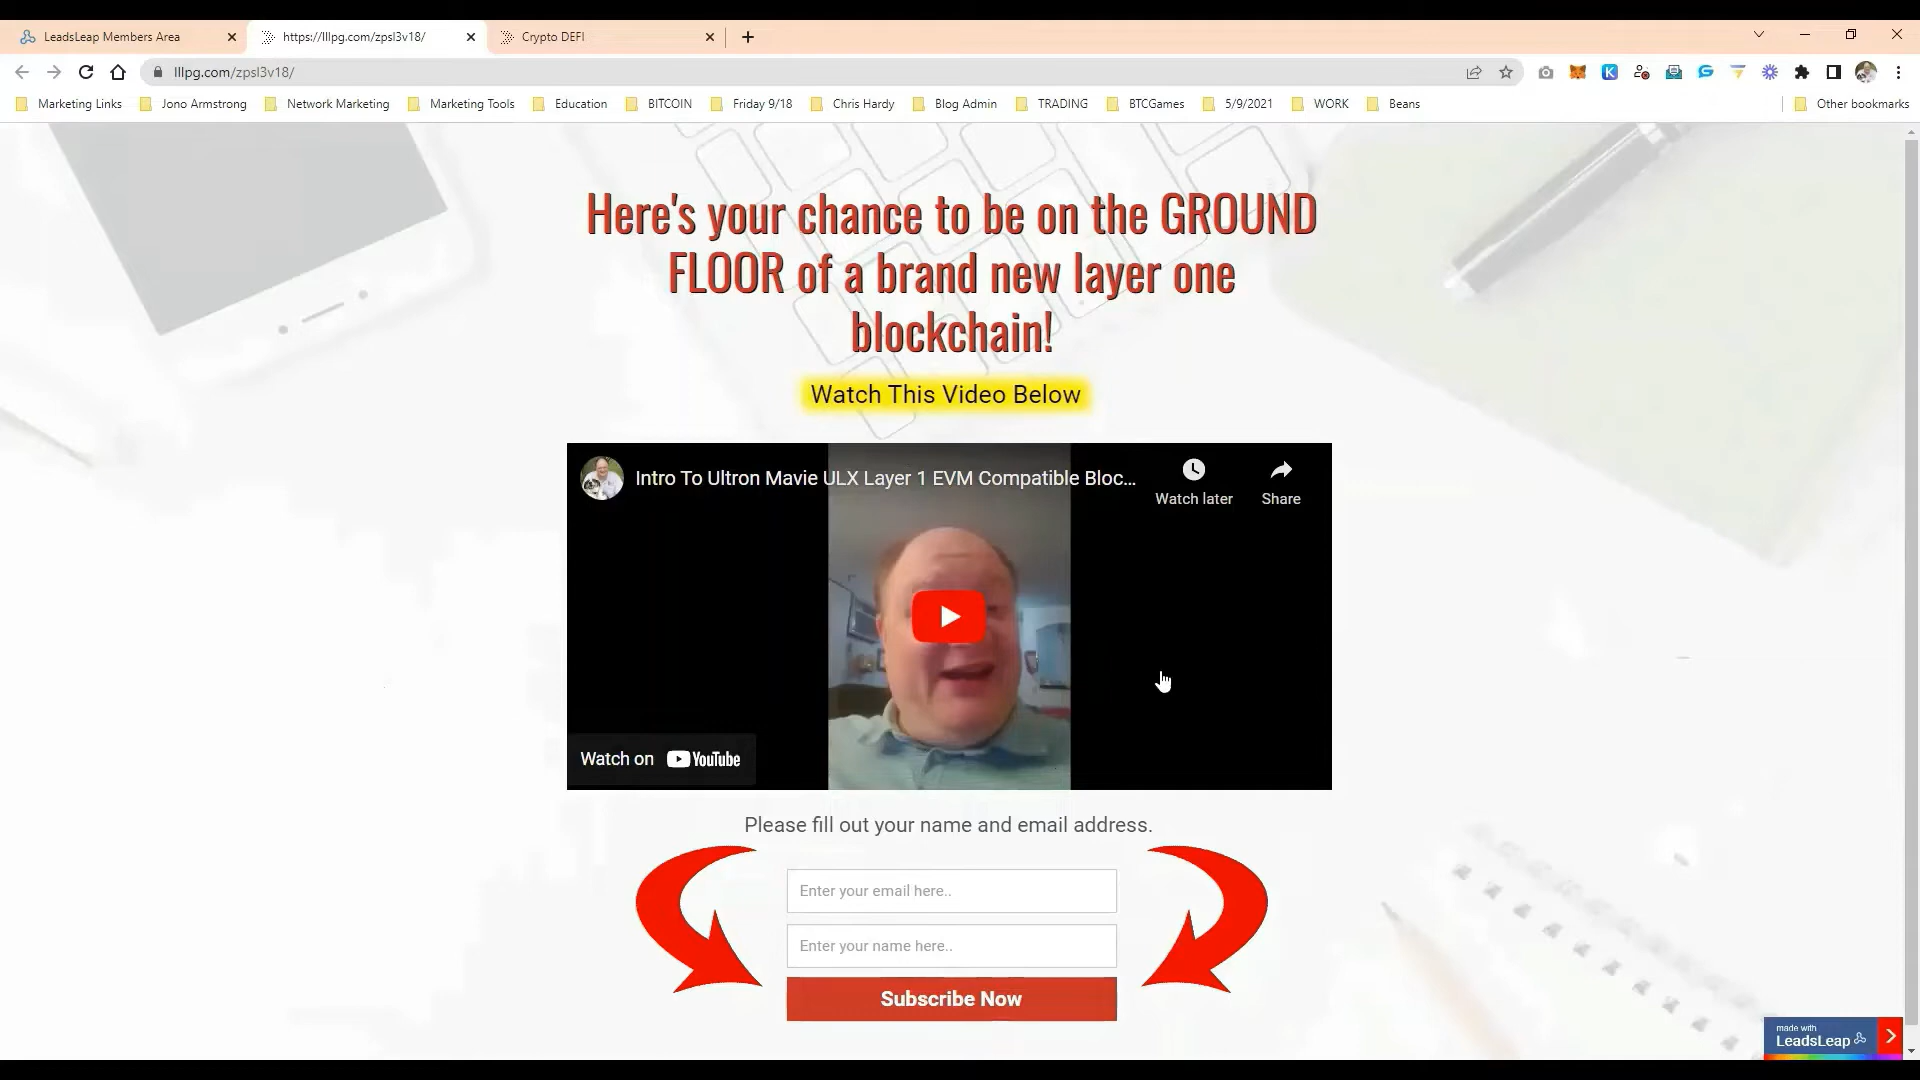 LeadsLeap Members Area
https://lllpg.com/zpsl3v18/
Crypto DEFI
lllpg.com/zpsl3v18/
Marketing Links
Jono Armstrong
Network Marketing
Marketing Tools
Education
BITCOIN
Friday 9/18
Chris Hardy
Blog Admin
TRADING
BTCGames
5/9/2021
WORK
Beans
Other bookmarks
Here's your chance to be on the GROUND
FLOOR of a brand new layer one
blockchain!
Watch This Video Below
Intro To Ultron Mavie ULX Layer 1 EVM Compatible Bloc...
Watch later
Share
Watch on YouTube
Please fill out your name and email address.
Enter your email here..
Enter your name here..
Subscribe Now
made with
LeadsLeap